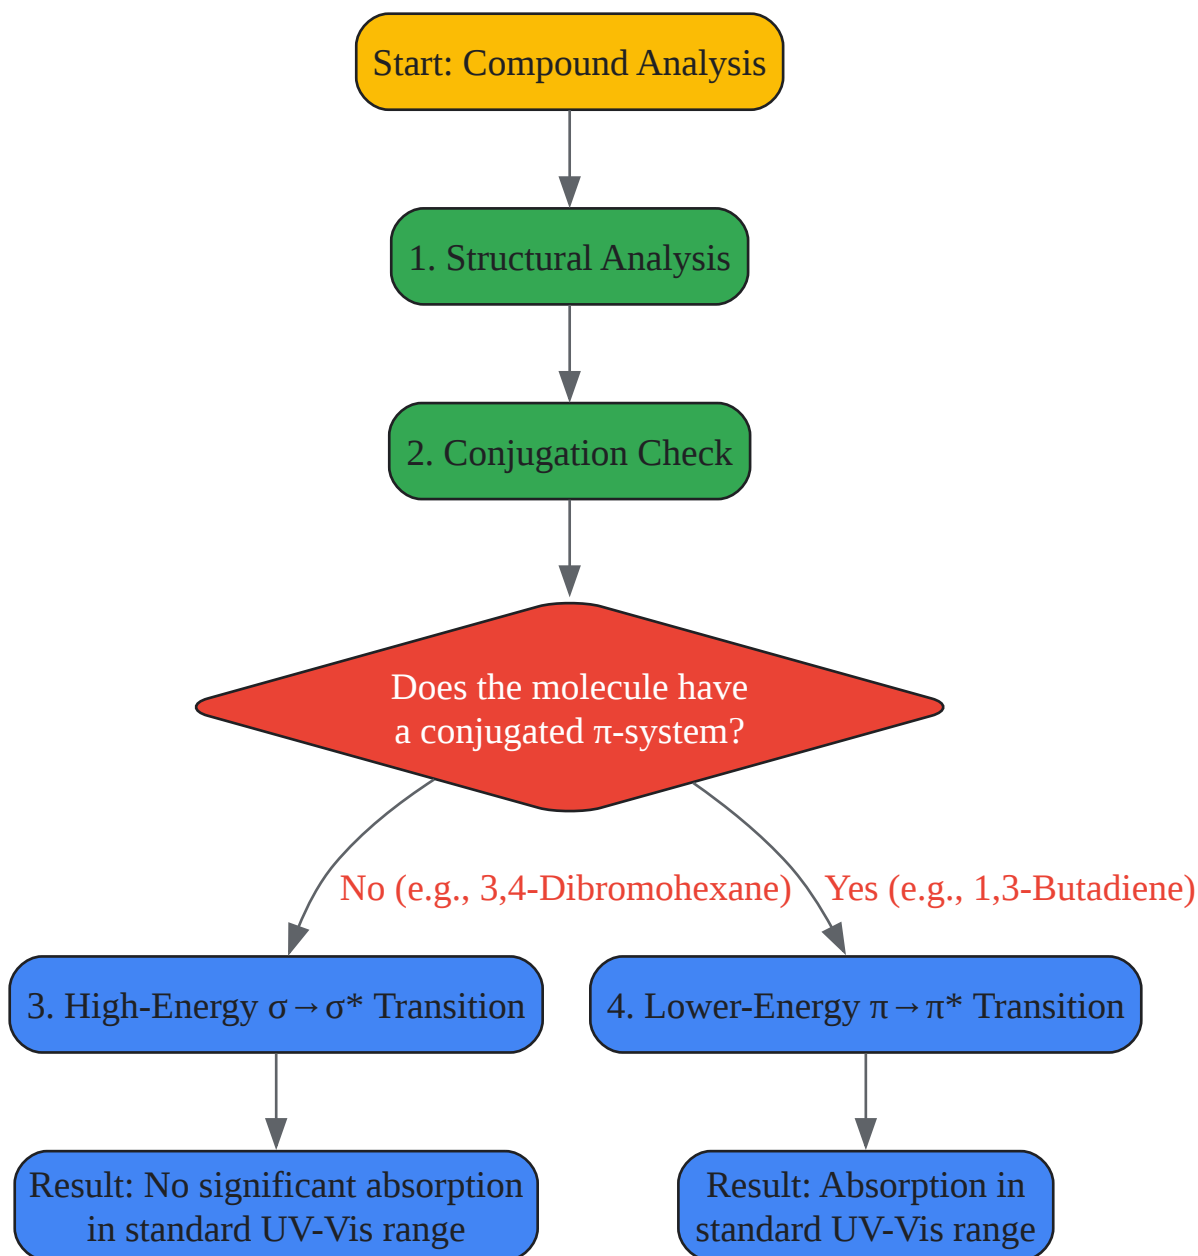 Start: Compound Analysis
1. Structural Analysis
2. Conjugation Check
Does the molecule have
a conjugated π-system?
No (e.g., 3,4-Dibromohexane)
Yes (e.g., 1,3-Butadiene)
3. High-Energy σ→σ* Transition
4. Lower-Energy π→π* Transition
Result: No significant absorption
in standard UV-Vis range
Result: Absorption in
standard UV-Vis range